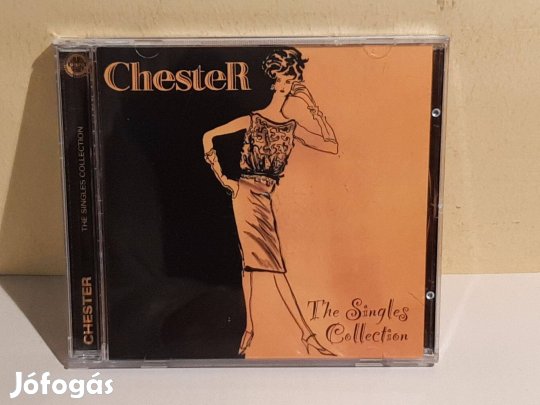 ChesteR
The Singles
Collection
CHESTER
THE SINGLES COLLECTION
Jófogás